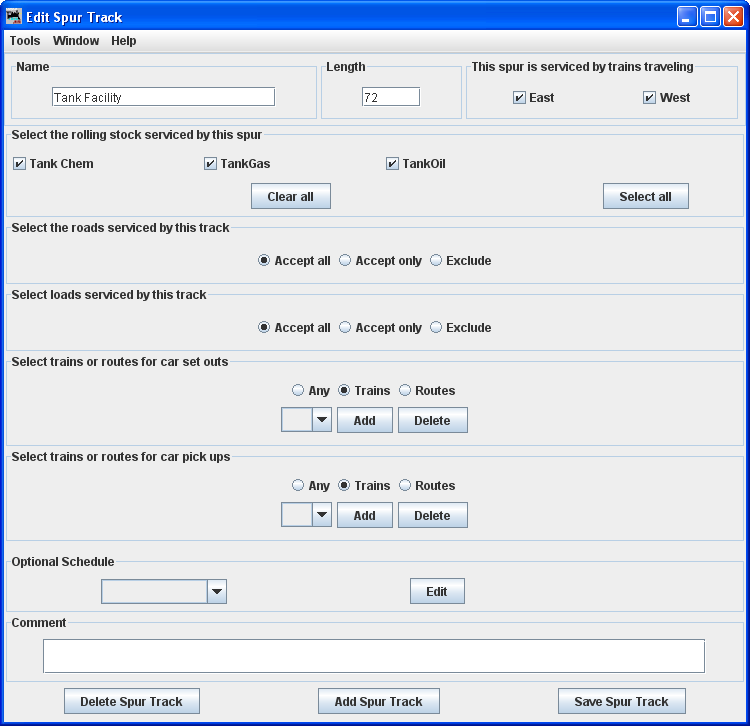 Edit Spur Track
Tools Window Help
Name Length This spur is serviced by trains traveling
Tank Facility 72 East West
Select the rolling stock serviced by this spur
Tank Chem TankGas TankOil
Clear all Select all
Select the roads serviced by this track
Accept all Accept only Exclude
Select loads serviced by this track
Accept all Accept only Exclude
Select trains or routes for car set outs
Any Trains Routes
Add Delete
Select trains or routes for car pick ups
Any Trains Routes
Add Delete
Optional Schedule
Edit
Comment
Delete Spur Track Add Spur Track Save Spur Track